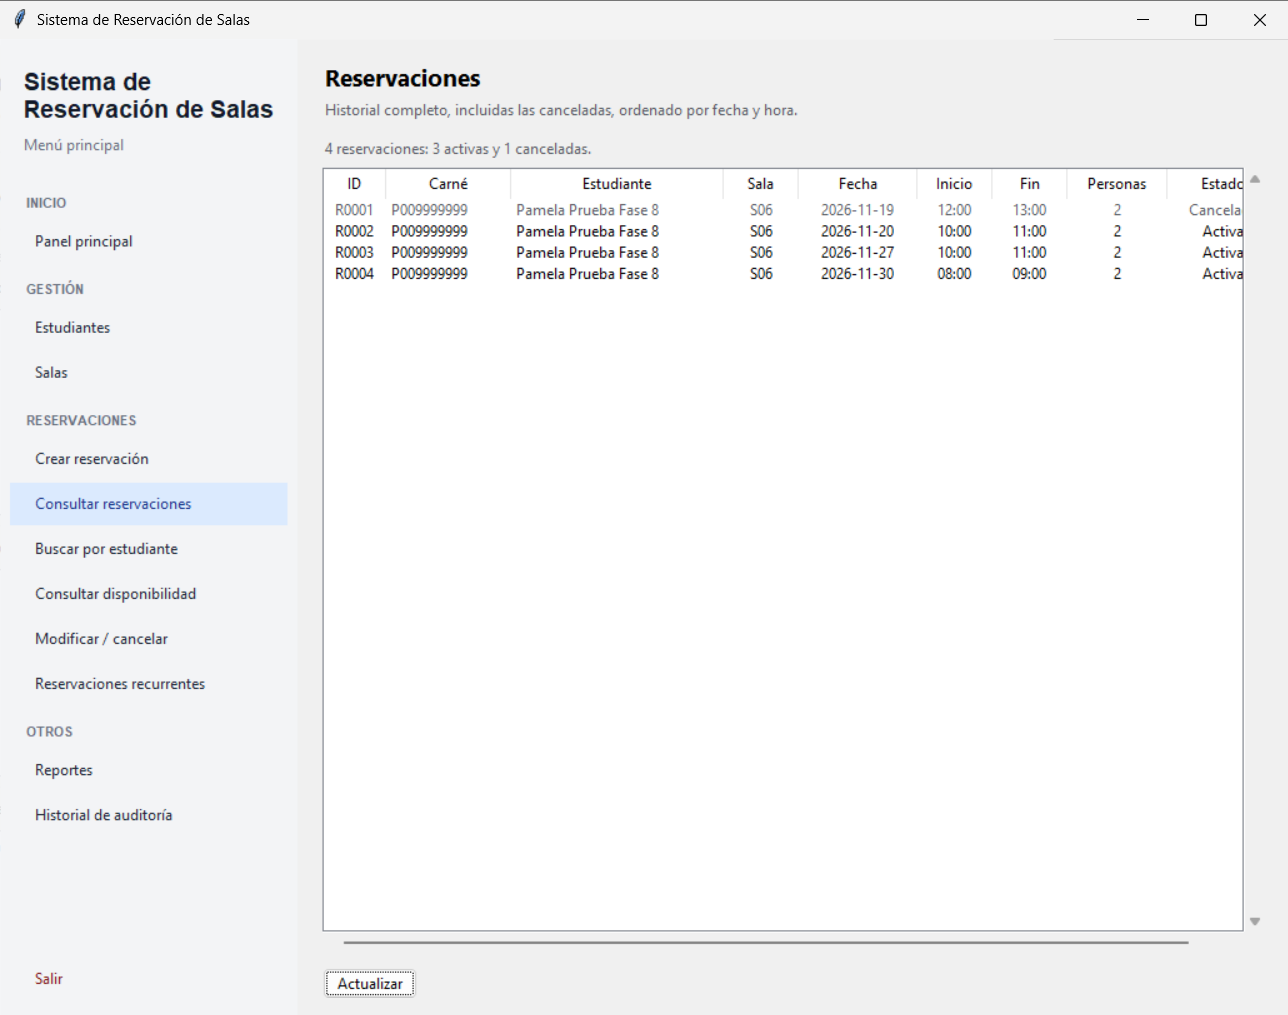 Sistema de Reservación de Salas
Sistema de
Reservación de Salas
Menú principal
INICIO
Panel principal
GESTIÓN
Estudiantes
Salas
RESERVACIONES
Crear reservación
Consultar reservaciones
Buscar por estudiante
Consultar disponibilidad
Modificar / cancelar
Reservaciones recurrentes
OTROS
Reportes
Historial de auditoría
Salir
Reservaciones
Historial completo, incluidas las canceladas, ordenado por fecha y hora.
4 reservaciones: 3 activas y 1 canceladas.
ID Carné Estudiante Sala Fecha Inicio Fin Personas Estado
R0001 P009999999 Pamela Prueba Fase 8 S06 2026-11-19 12:00 13:00 2 Cancela
R0002 P009999999 Pamela Prueba Fase 8 S06 2026-11-20 10:00 11:00 2 Activa
R0003 P009999999 Pamela Prueba Fase 8 S06 2026-11-27 10:00 11:00 2 Activa
R0004 P009999999 Pamela Prueba Fase 8 S06 2026-11-30 08:00 09:00 2 Activa
Actualizar